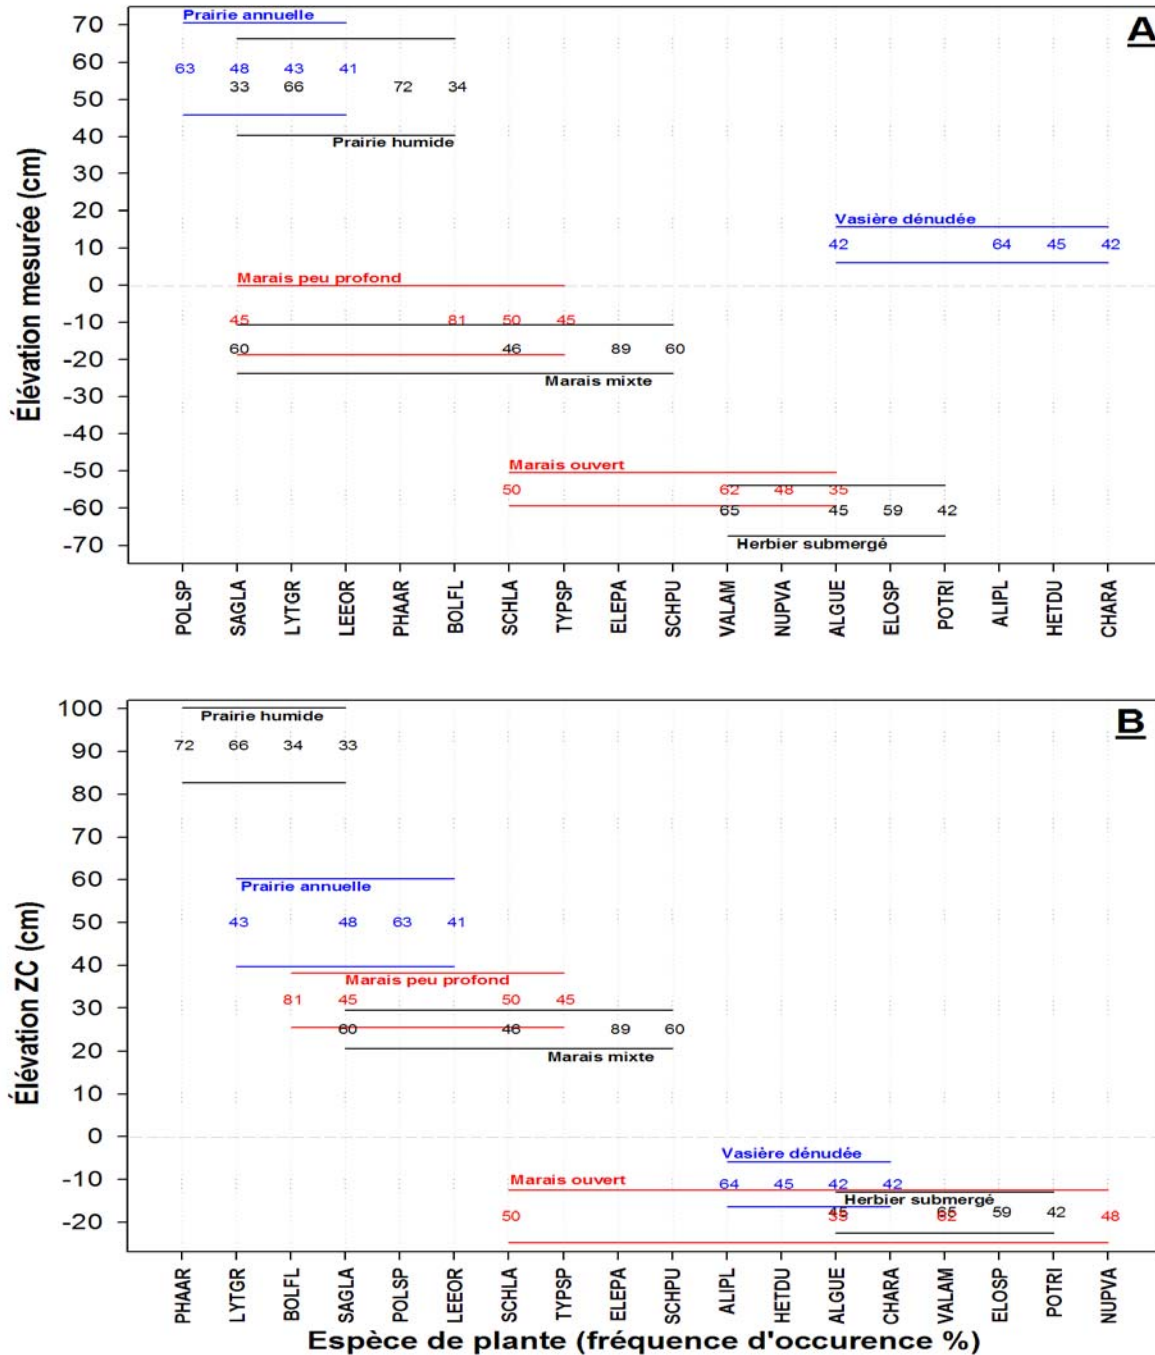 A
Élévation mesurée (cm)
70
60
50
40
30
20
10
0
-10
-20
-30
-40
-50
-60
-70
Prairie annuelle
63 48 43 41
33 66 72 34
Prairie humide
Vasière dénudée
42 64 45 42
Marais peu profond
45 81 50 45
60 46 89 60
Marais mixte
Marais ouvert
50 62 48 35
65 45 59 42
Herbier submergé
POLSP SAGLA LYTGR LEEOR PHAAR BOLFL SCHLA TYPSP ELEPA SCHPU VALAM NUPVA ALGUE ELOSP POTRI ALIPL HETDU CHARA
B
Élévation ZC (cm)
100
90
80
70
60
50
40
30
20
10
0
-10
-20
Prairie humide
72 66 34 33
Prairie annuelle
43 48 63 41
Marais peu profond
81 45 50 45
60 46 89 60
Marais mixte
Vasière dénudée
64 45 42 42
Marais ouvert
Herbier submergé
45 65 59 42
50 35 62 48
PHAAR LYTGR BOLFL SAGLA POLSP LEEOR SCHLA TYPSP ELEPA SCHPU ALIPL HETDU ALGUE CHARA VALAM ELOSP POTRI NUPVA
Espèce de plante (fréquence d'occurence %)